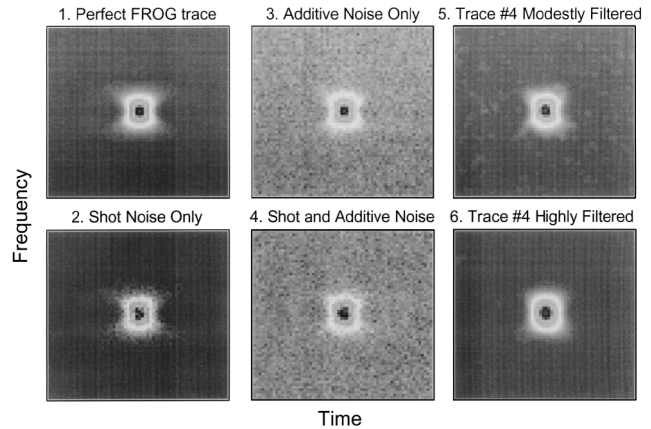 1. Perfect FROG trace
3. Additive Noise Only
5. Trace #4 Modestly Filtered
2. Shot Noise Only
4. Shot and Additive Noise
6. Trace #4 Highly Filtered
Frequency
Time